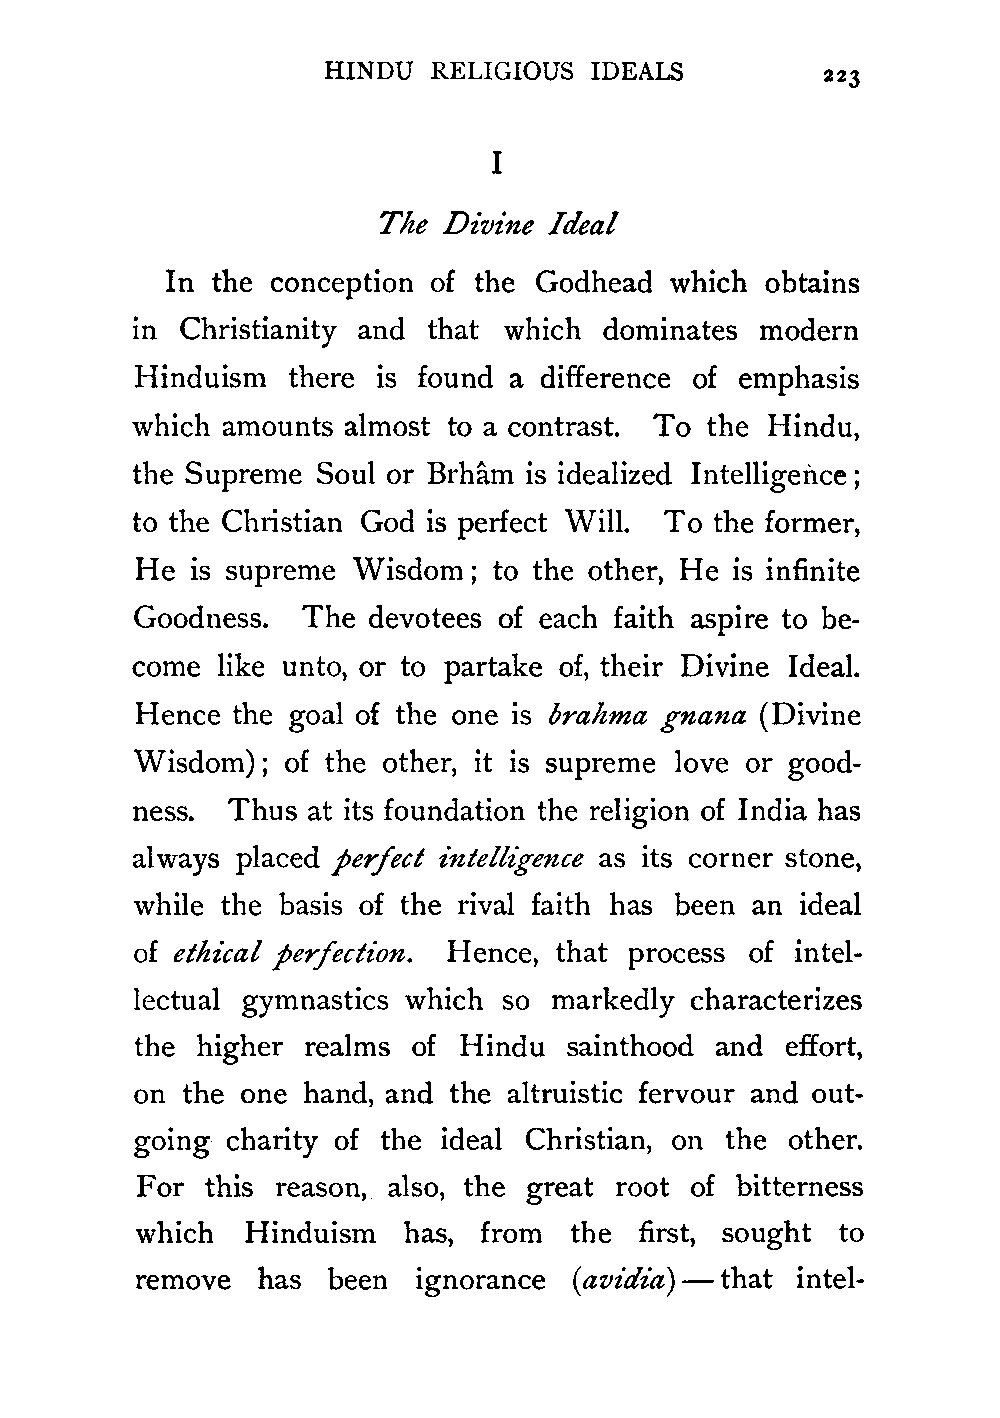 HINDU RELIGIOUS IDEALS 223
I
The Divine Ideal
In the conception of the Godhead which obtains
in Christianity and that which dominates modern
Hinduism there is found a difference of emphasis
which amounts almost to a contrast. To the Hindu,
the Supreme Soul or Brhâm is idealized Intelligence;
to the Christian God is perfect Will. To the former,
He is supreme Wisdom; to the other, He is infinite
Goodness. The devotees of each faith aspire to be-
come like unto, or to partake of, their Divine Ideal.
Hence the goal of the one is brahma gnana (Divine
Wisdom); of the other, it is supreme love or good-
ness. Thus at its foundation the religion of India has
always placed perfect intelligence as its corner stone,
while the basis of the rival faith has been an ideal
of ethical perfection. Hence, that process of intel-
lectual gymnastics which so markedly characterizes
the higher realms of Hindu sainthood and effort,
on the one hand, and the altruistic fervour and out-
going charity of the ideal Christian, on the other.
For this reason, also, the great root of bitterness
which Hinduism has, from the first, sought to
remove has been ignorance (avidia)—that intel-